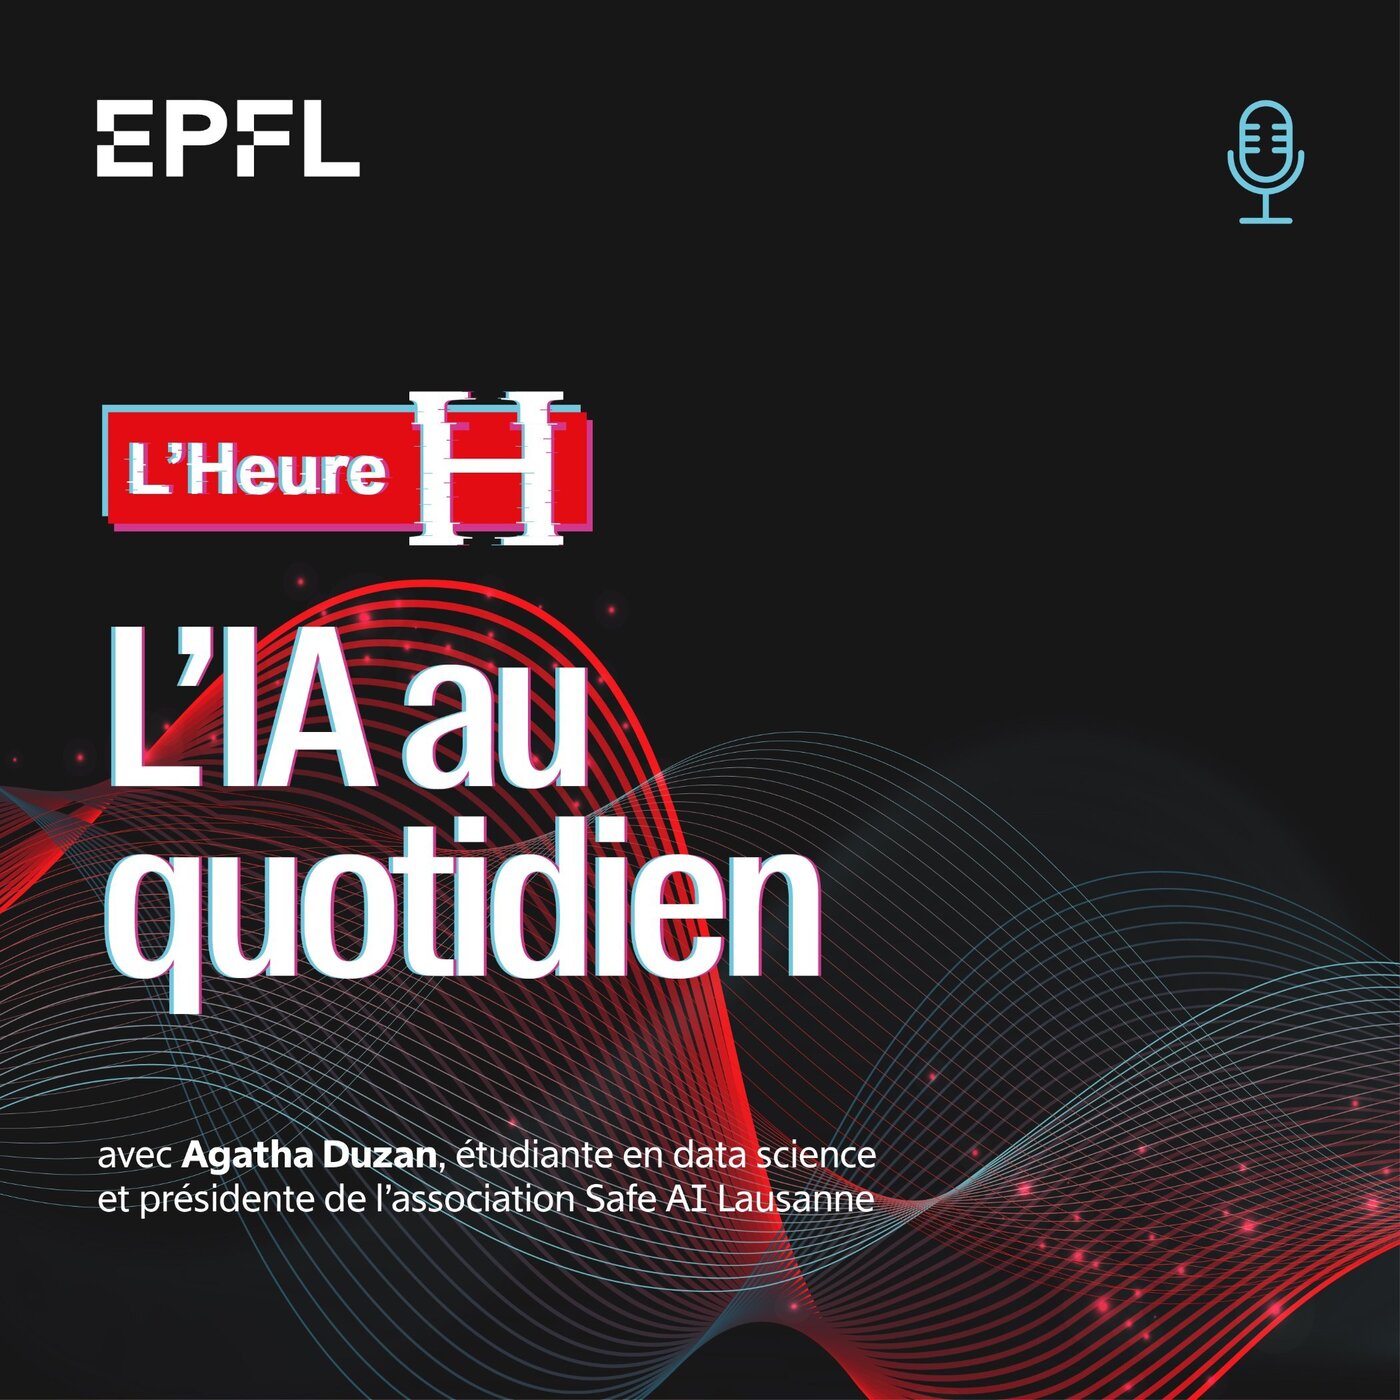 EPFL
L’Heure H
L’IA au
quotidien
avec Agatha Duzan, étudiante en data science
et présidente de l’association Safe AI Lausanne